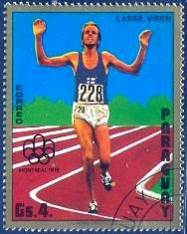 LASSE VIREN
CORREO
228
PARAGUAY
MONTREAL 1976
Gs.4.